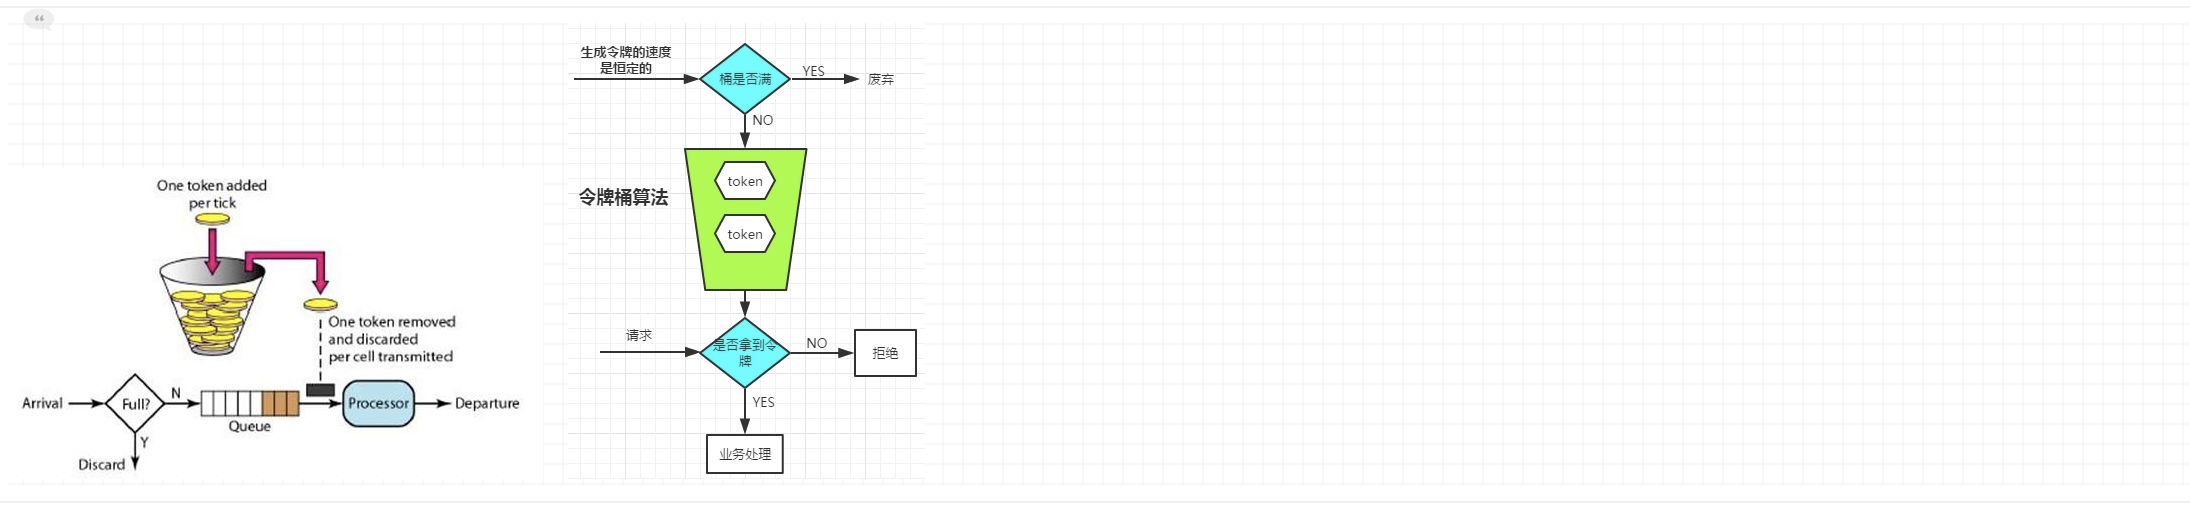 One token added
per tick
One token removed
and discarded
per cell transmitted
Arrival
Full?
N
Queue
Processor
Departure
Y
Discard
生成令牌的速度
是恒定的
桶是否满
YES
废弃
NO
令牌桶算法
token
token
请求
是否拿到令
牌
NO
拒绝
YES
业务处理